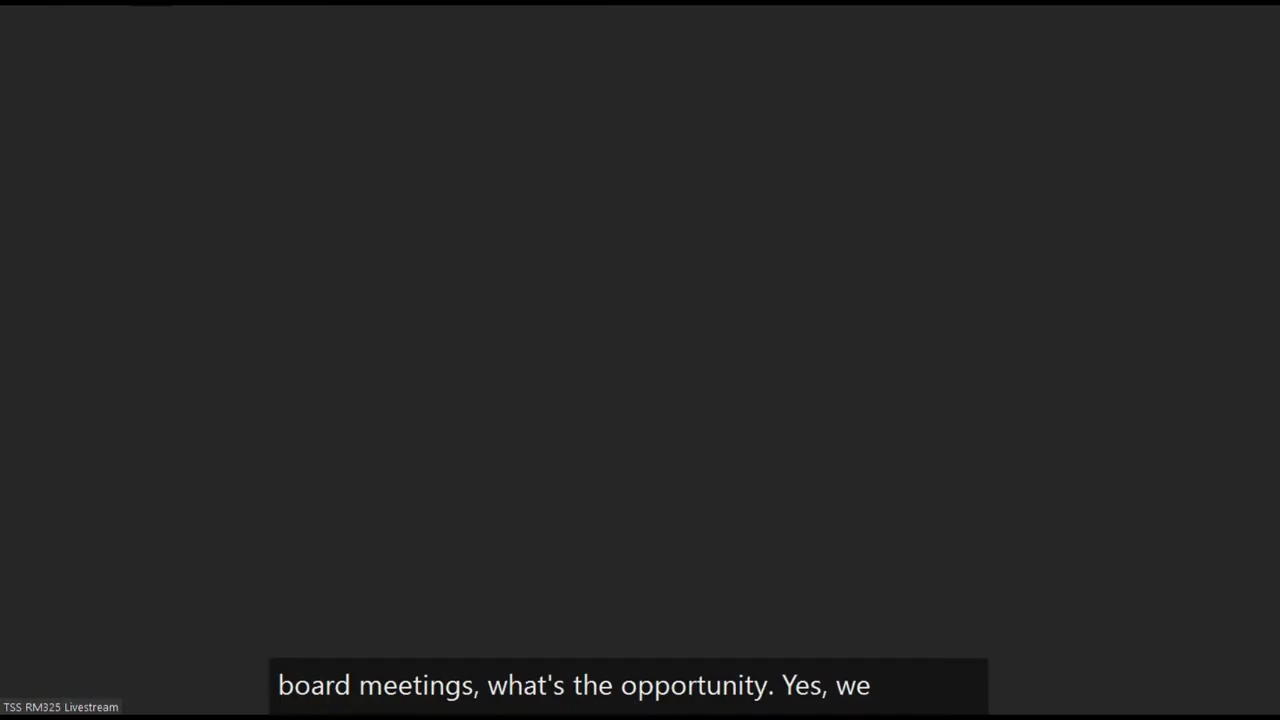 board meetings, what's the opportunity. Yes, we
TSS RM325 Livestream